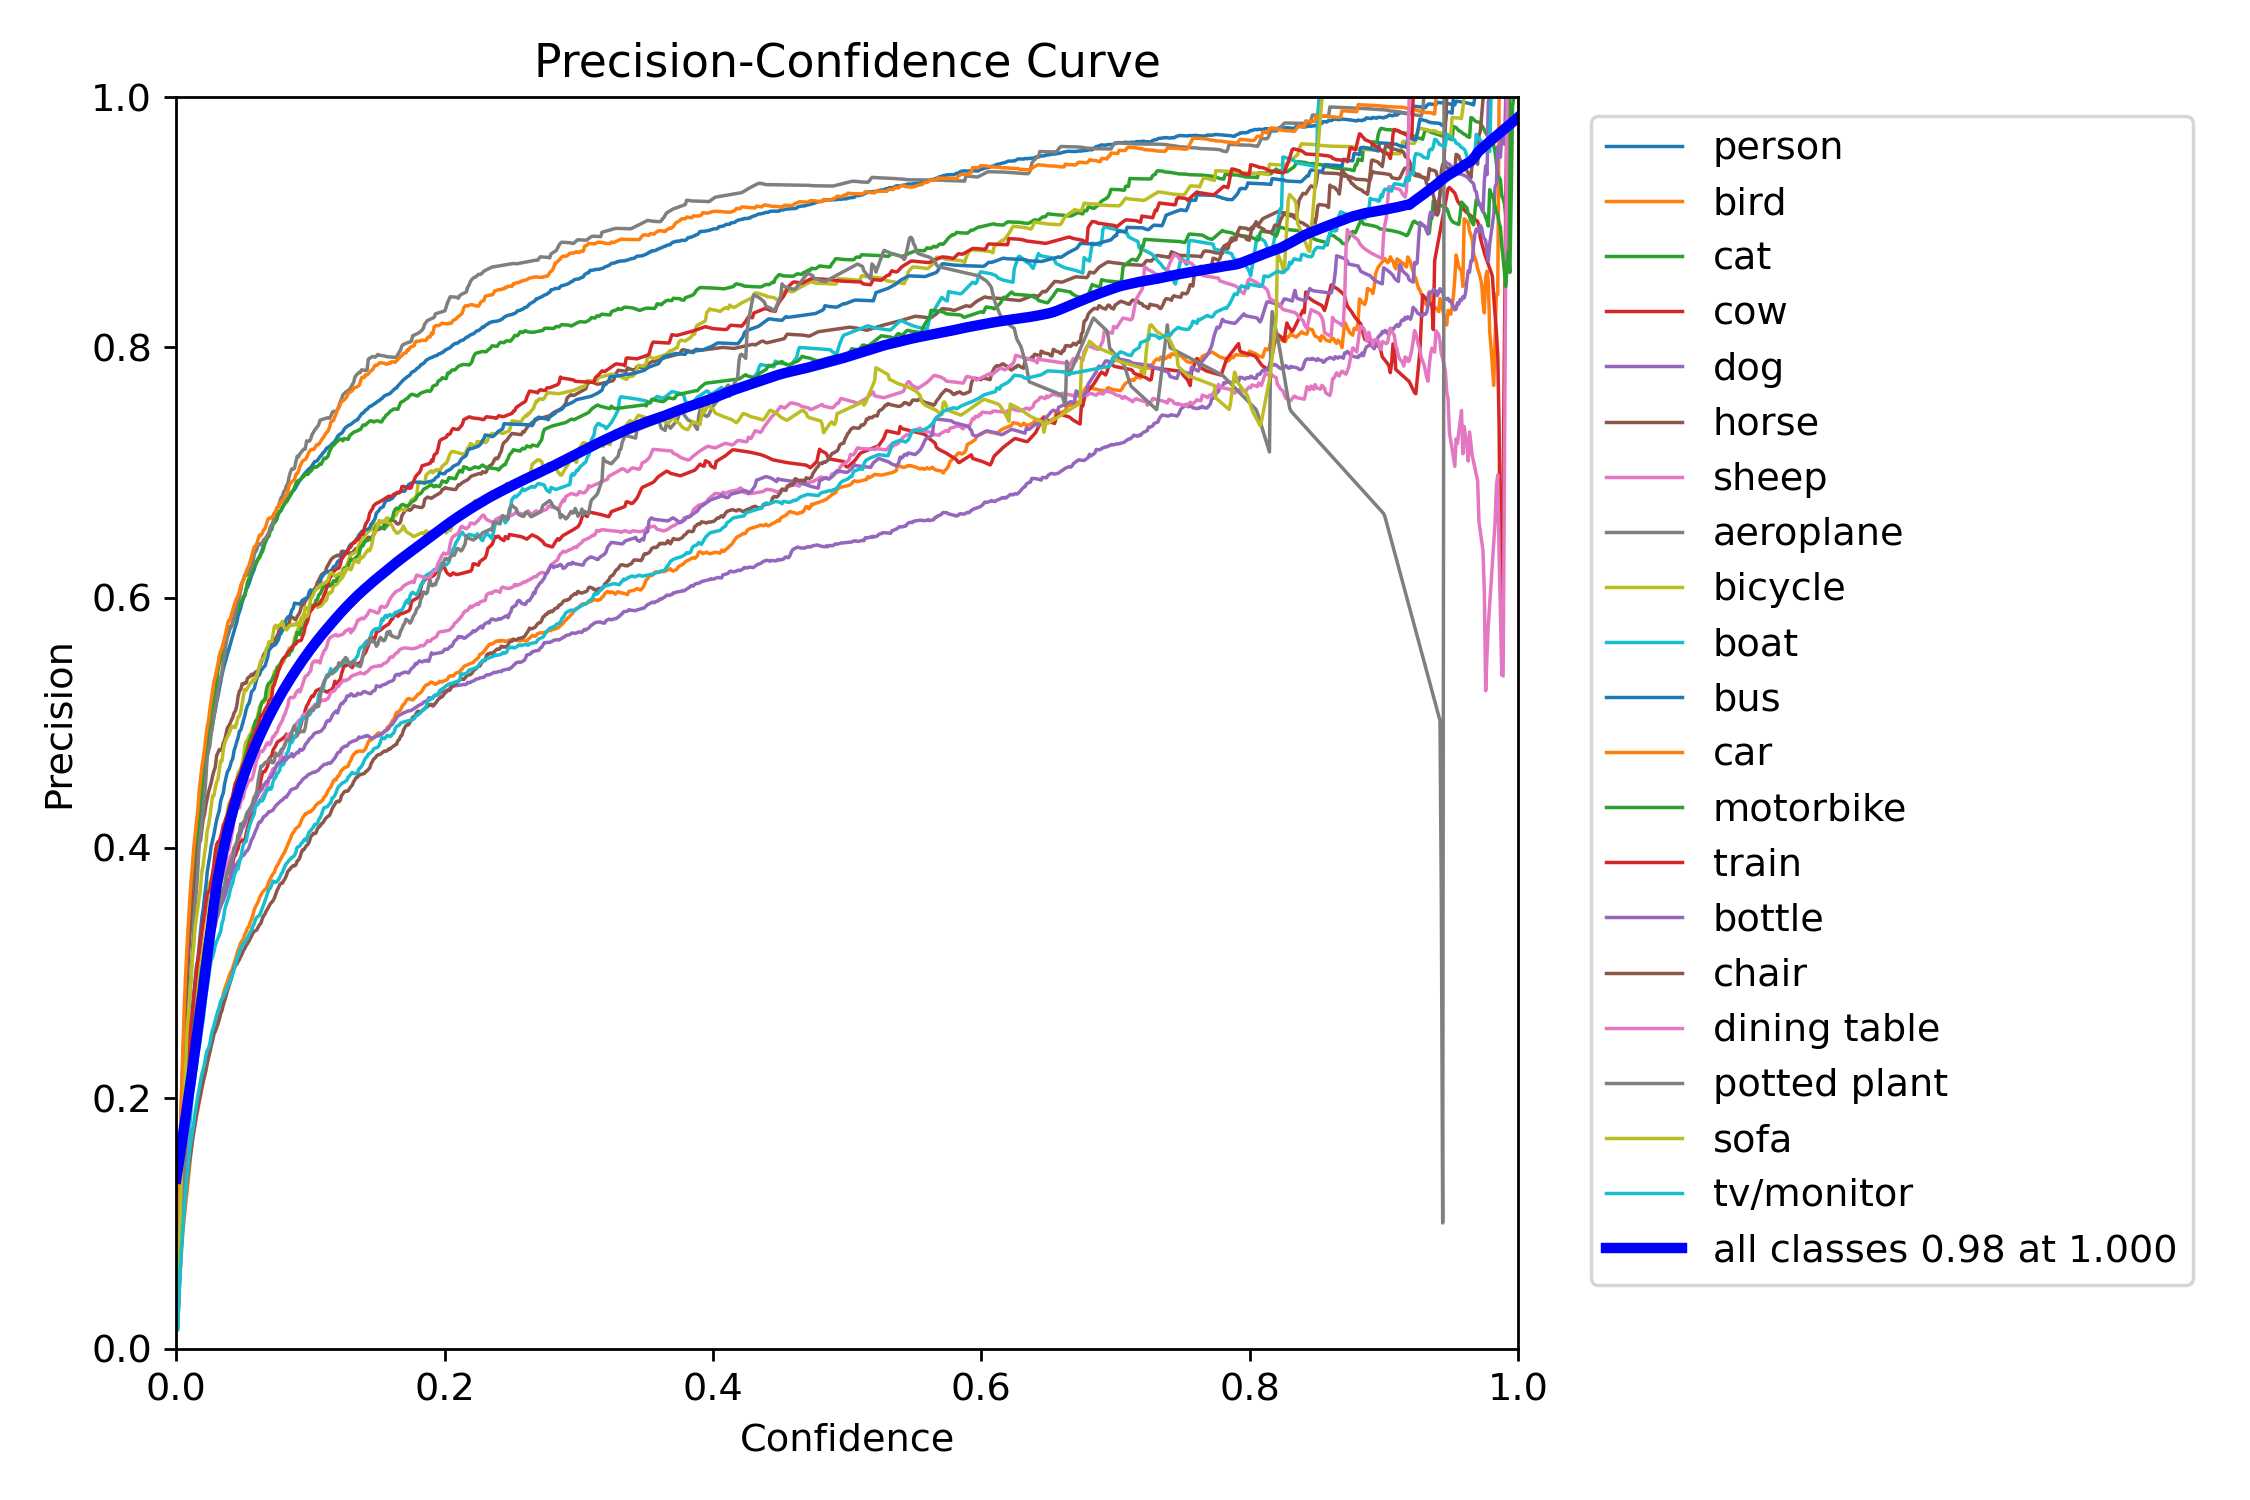 Precision-Confidence Curve
1.0
0.8
0.6
0.4
0.2
0.0
Precision
0.0 0.2 0.4 0.6 0.8 1.0
Confidence
person
bird
cat
cow
dog
horse
sheep
aeroplane
bicycle
boat
bus
car
motorbike
train
bottle
chair
dining table
potted plant
sofa
tv/monitor
all classes 0.98 at 1.000